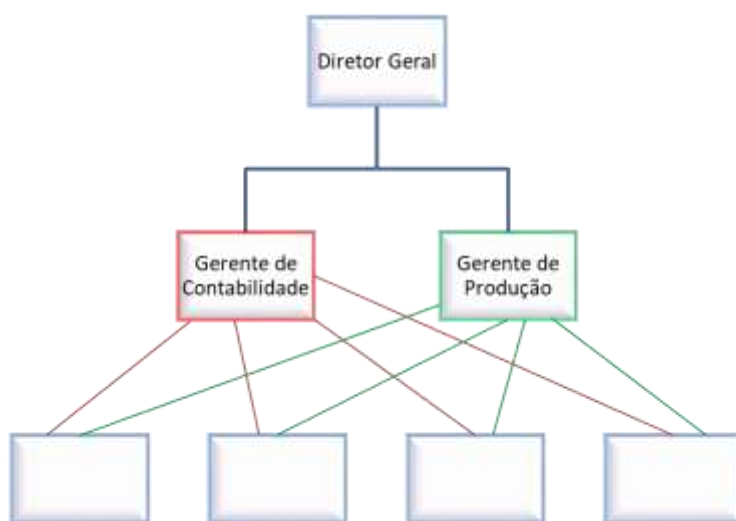 Diretor Geral
Gerente de
Contabilidade
Gerente de
Produção